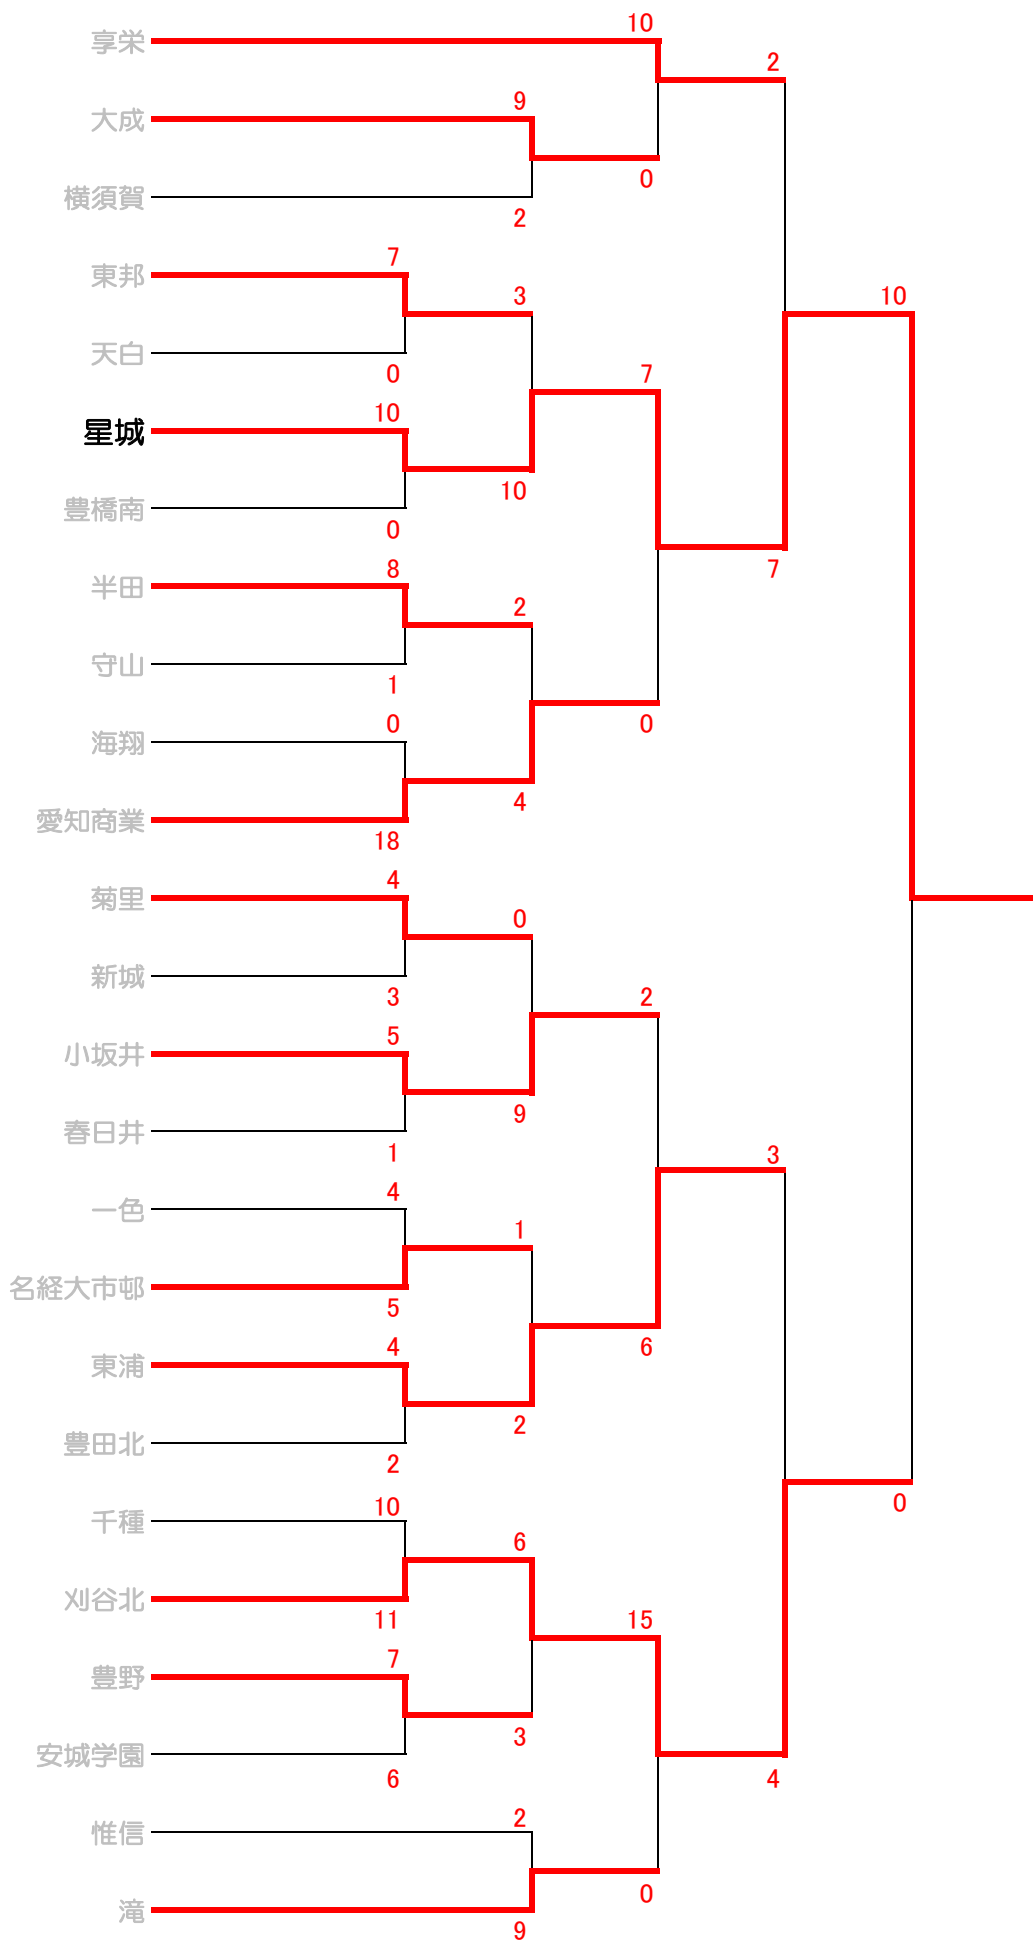 10
享栄
2
9
大成
0
横須賀
2
7
東邦
3
10
天白
0
7
10
星城
10
豊橋南
0
8
7
半田
2
守山
1
0
0
海翔
4
愛知商業
18
4
菊里
0
新城
3
2
5
小坂井
9
春日井
1
3
4
一色
1
名経大市邨
5
4
6
東浦
2
豊田北
2
10
0
千種
6
刈谷北
11
15
7
豊野
3
安城学園
6
4
2
惟信
0
滝
9